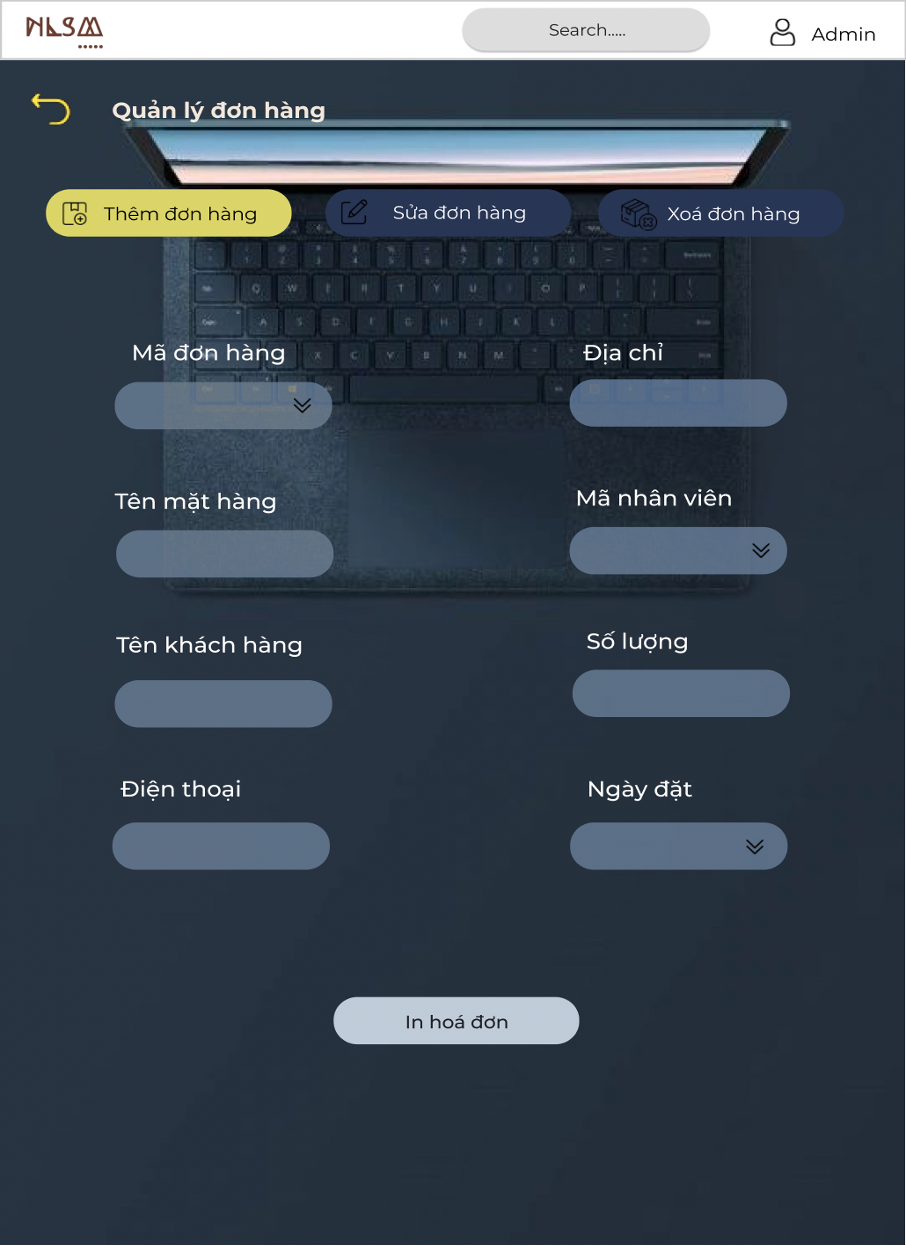 NLSM
Search.....
Admin
Quản lý đơn hàng
Thêm đơn hàng
Sửa đơn hàng
Xoá đơn hàng
Mã đơn hàng
Địa chỉ
Tên mặt hàng
Mã nhân viên
Tên khách hàng
Số lượng
Điện thoại
Ngày đặt
In hoá đơn